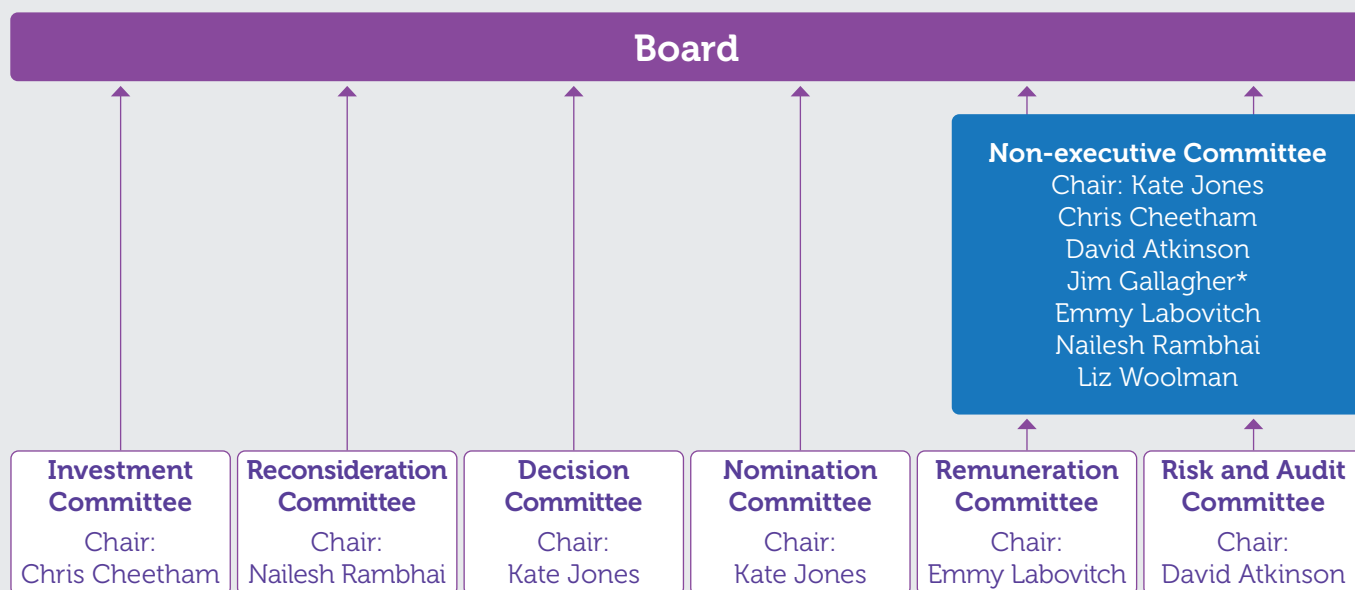 Board
Non-executive Committee
Chair: Kate Jones
Chris Cheetham
David Atkinson
Jim Gallagher*
Emmy Labovitch
Nailesh Rambhai
Liz Woolman
Investment
Committee
Chair:
Chris Cheetham
Reconsideration
Committee
Chair:
Nailesh Rambhai
Decision
Committee
Chair:
Kate Jones
Nomination
Committee
Chair:
Kate Jones
Remuneration
Committee
Chair:
Emmy Labovitch
Risk and Audit
Committee
Chair:
David Atkinson